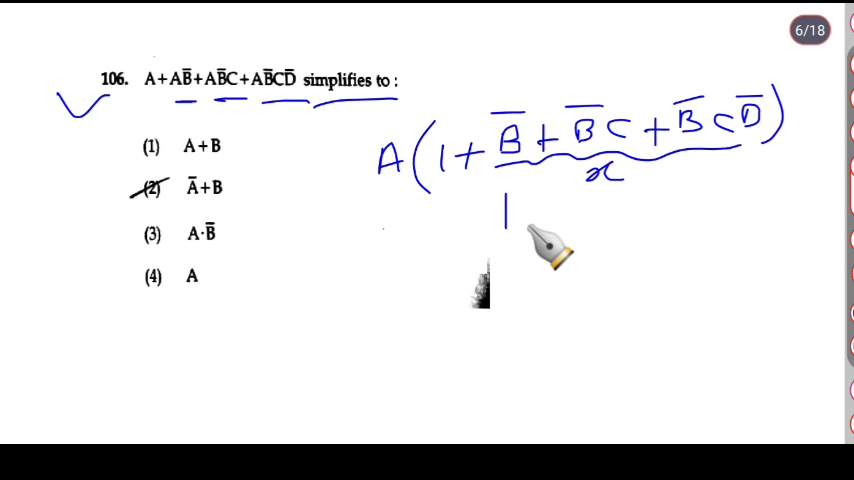 6/18
106. A + AB̅ + AB̅C + AB̅CD̅ simplifies to :
A(1 + B̅ + B̅C + B̅CD̅)
x
1
(1) A + B
(2) A̅ + B
(3) A·B̅
(4) A